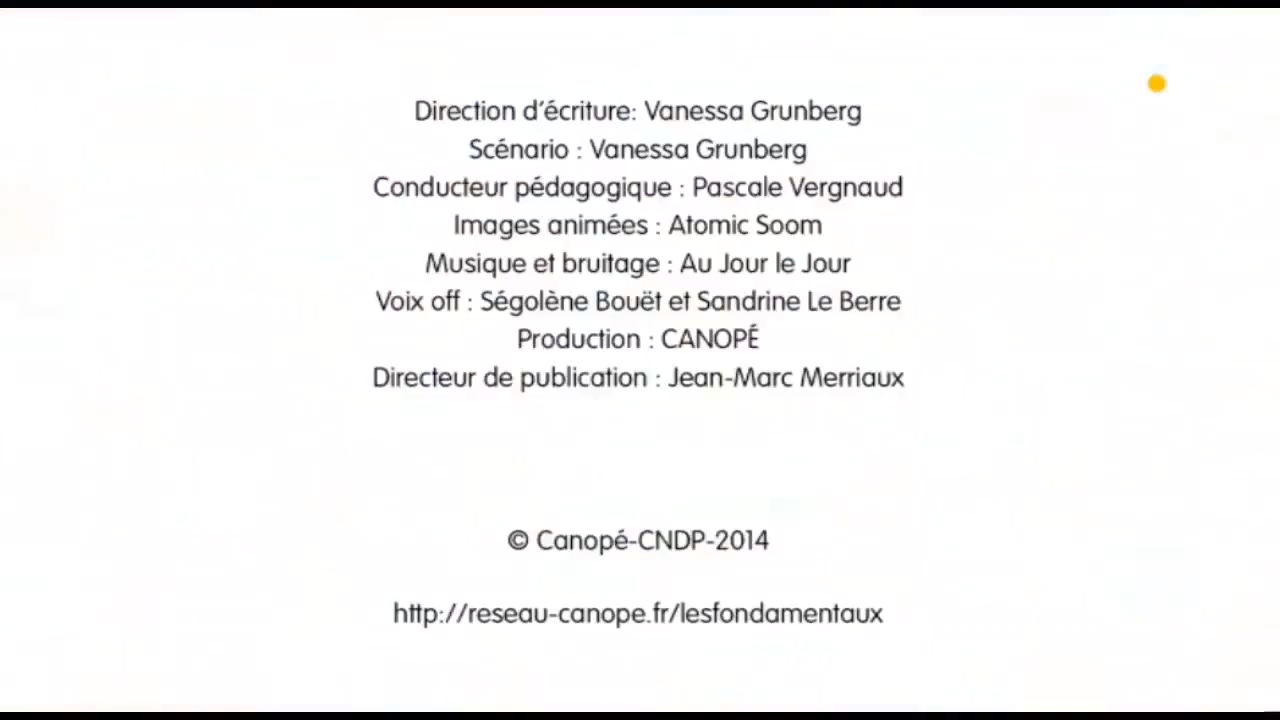 Direction d'écriture: Vanessa Grunberg
Scénario : Vanessa Grunberg
Conducteur pédagogique : Pascale Vergnaud
Images animées : Atomic Soom
Musique et bruitage : Au Jour le Jour
Voix off : Ségolène Bouët et Sandrine Le Berre
Production : CANOPÉ
Directeur de publication : Jean-Marc Merriaux
© Canopé-CNDP-2014
http://reseau-canope.fr/lesfondamentaux